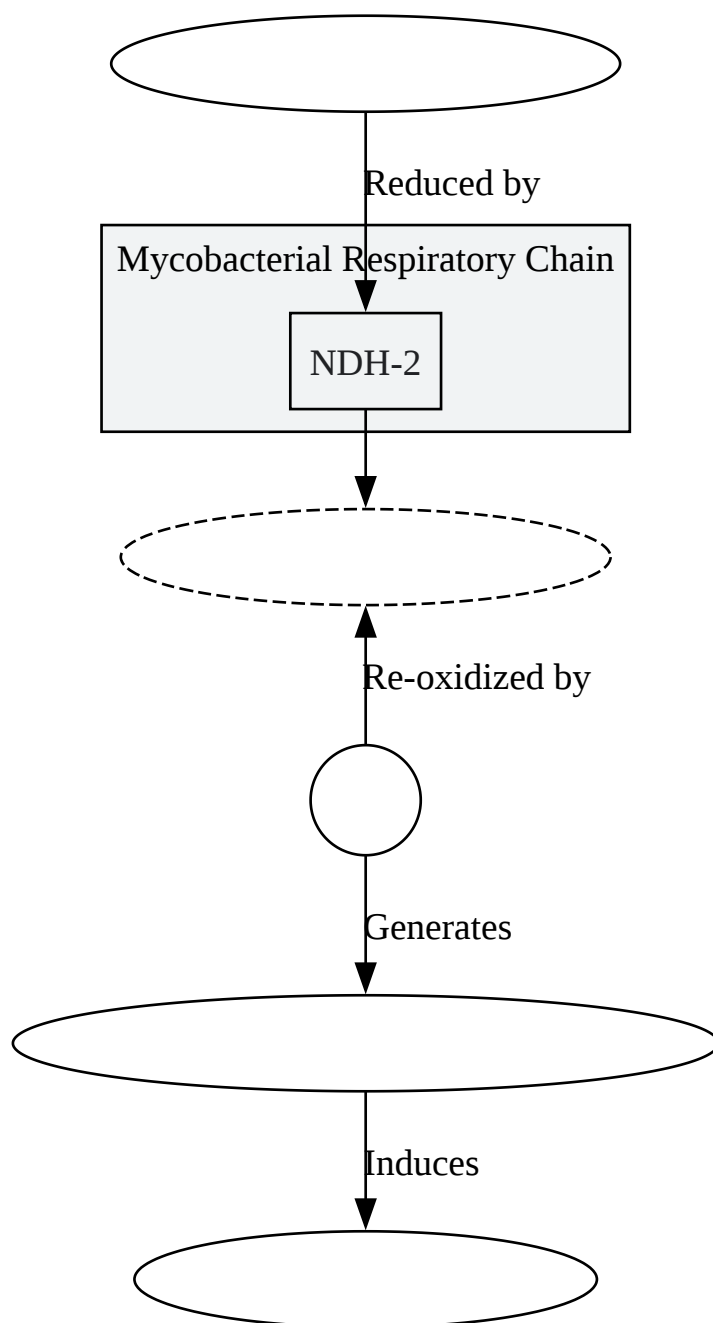 Reduced by
Mycobacterial Respiratory Chain
NDH-2
Re-oxidized by
Generates
Induces